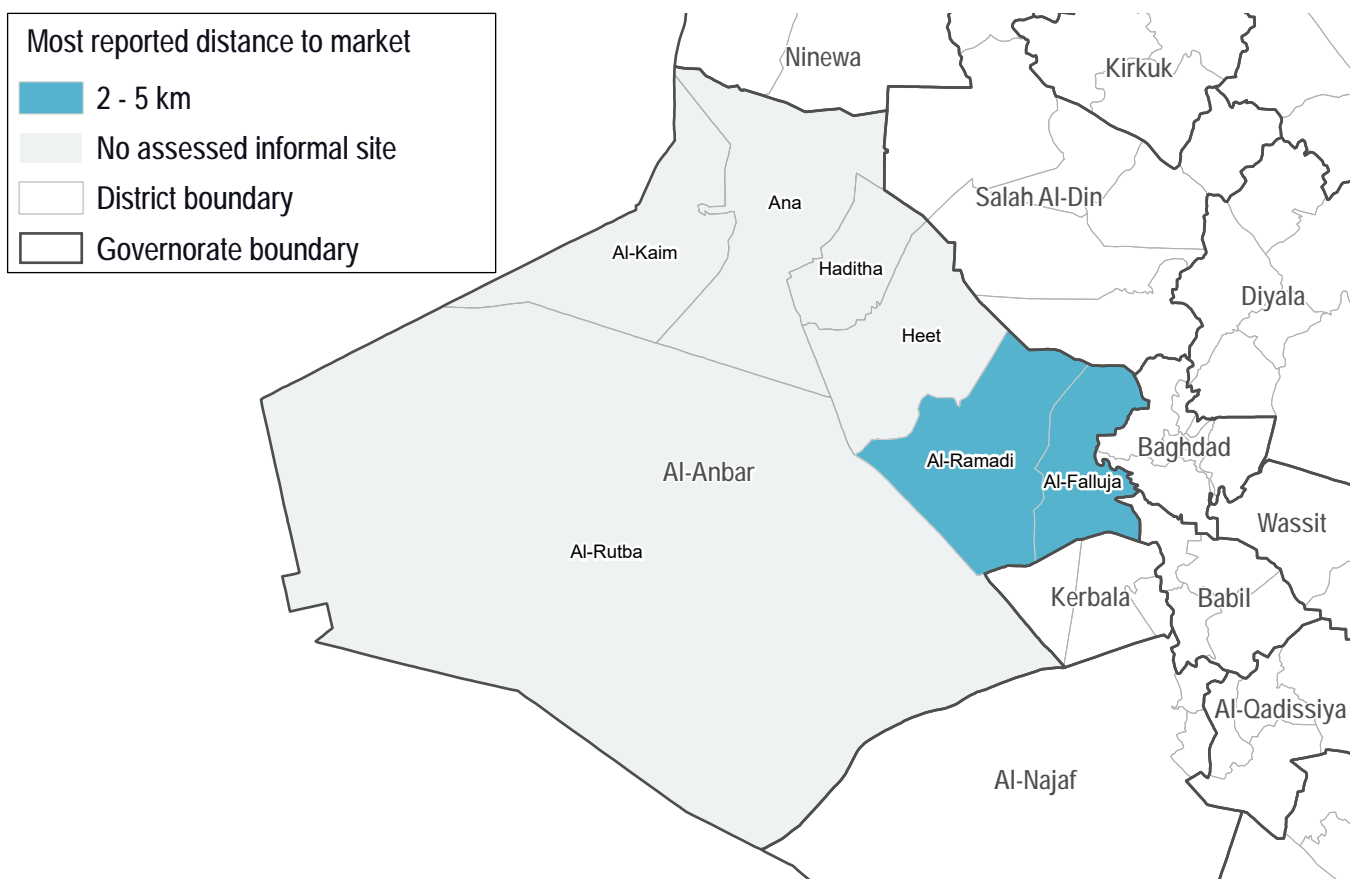 Most reported distance to market
2 - 5 km
No assessed informal site
District boundary
Governorate boundary
Ninewa
Kirkuk
Salah Al-Din
Ana
Al-Kaim
Haditha
Diyala
Heet
Baghdad
Al-Ramadi
Al-Anbar
Al-Falluja
Wassit
Al-Rutba
Kerbala
Babil
Al-Qadissiya
Al-Najaf